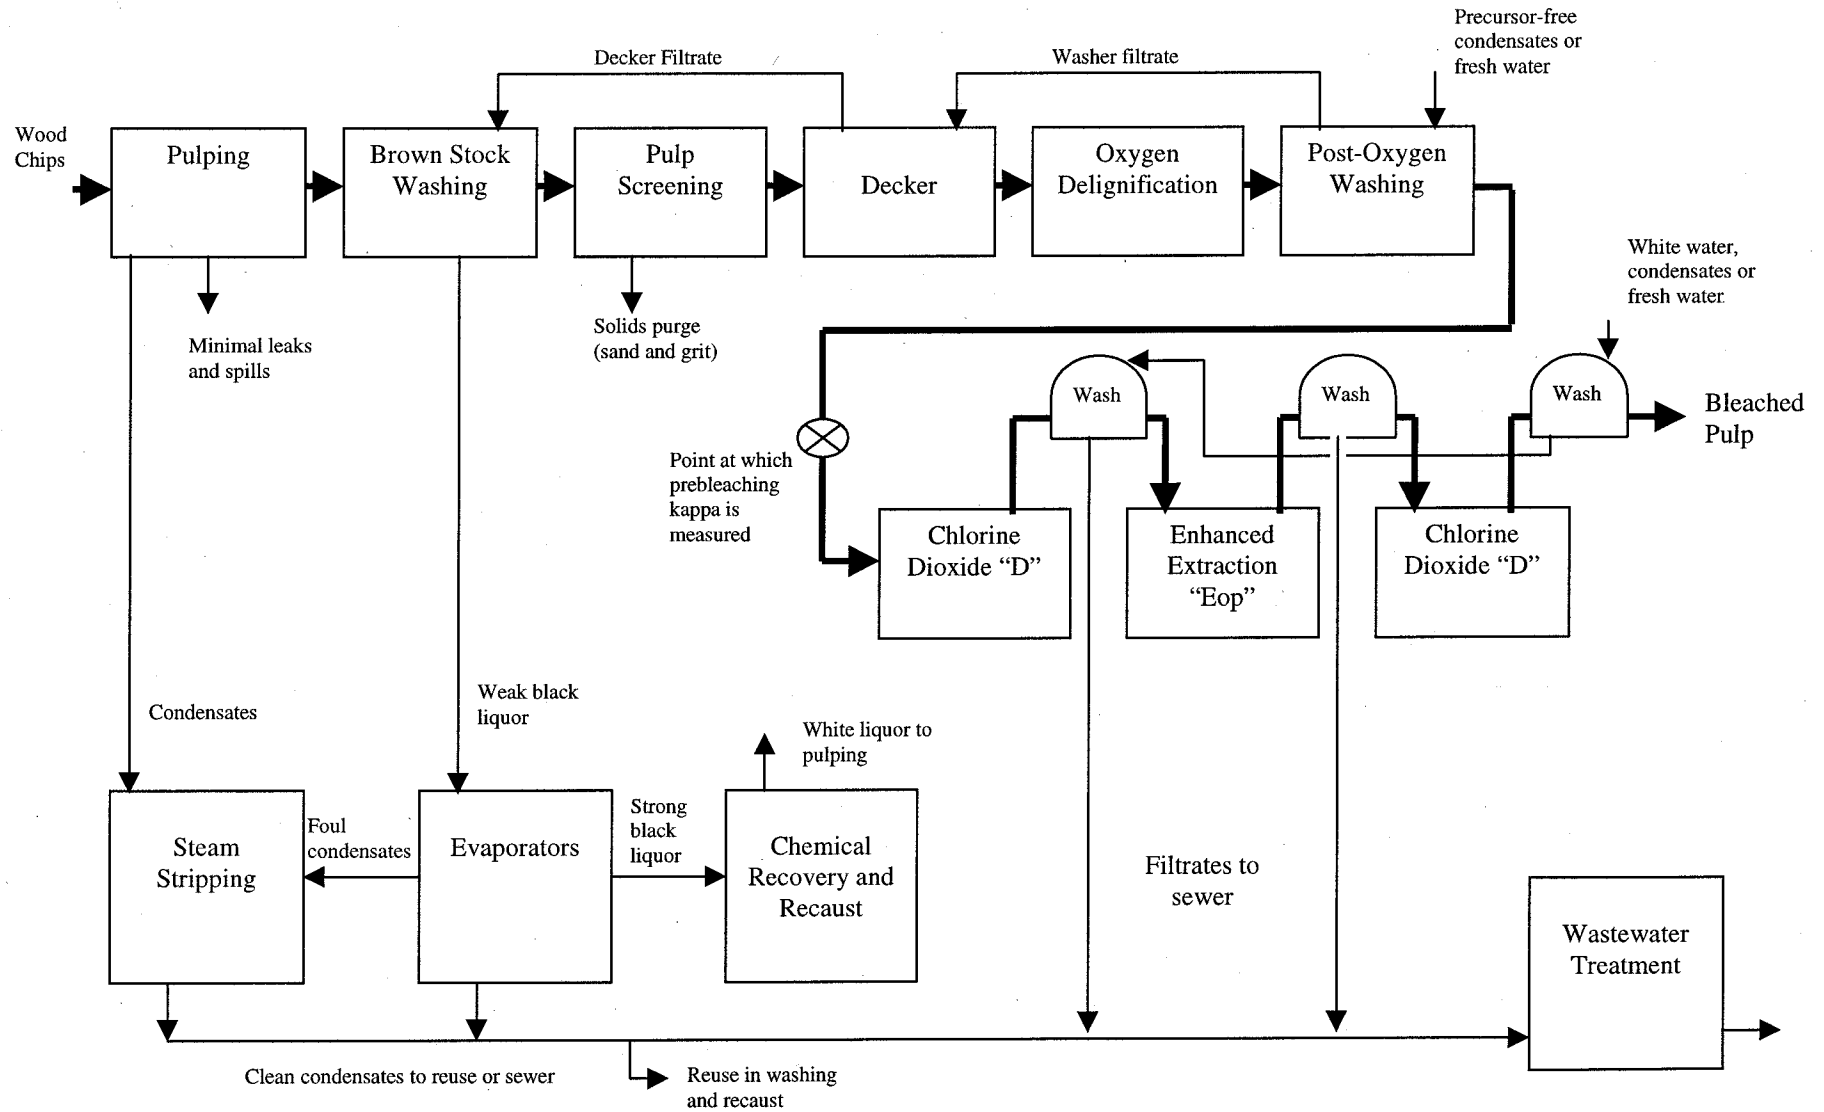 Precursor-free
condensates or
fresh water
Decker Filtrate
Washer filtrate
Wood
Chips
Pulping
Brown Stock
Washing
Pulp
Screening
Decker
Oxygen
Delignification
Post-Oxygen
Washing
White water,
condensates or
fresh water
Minimal leaks
and spills
Solids purge
(sand and grit)
Wash
Wash
Wash
Bleached
Pulp
Point at which
prebleaching
kappa is
measured
Chlorine
Dioxide “D”
Enhanced
Extraction
“Eop”
Chlorine
Dioxide “D”
Condensates
Weak black
liquor
White liquor to
pulping
Steam
Stripping
Foul
condensates
Evaporators
Strong
black
liquor
Chemical
Recovery and
Recaust
Filtrates to
sewer
Wastewater
Treatment
Clean condensates to reuse or sewer
Reuse in washing
and recaust